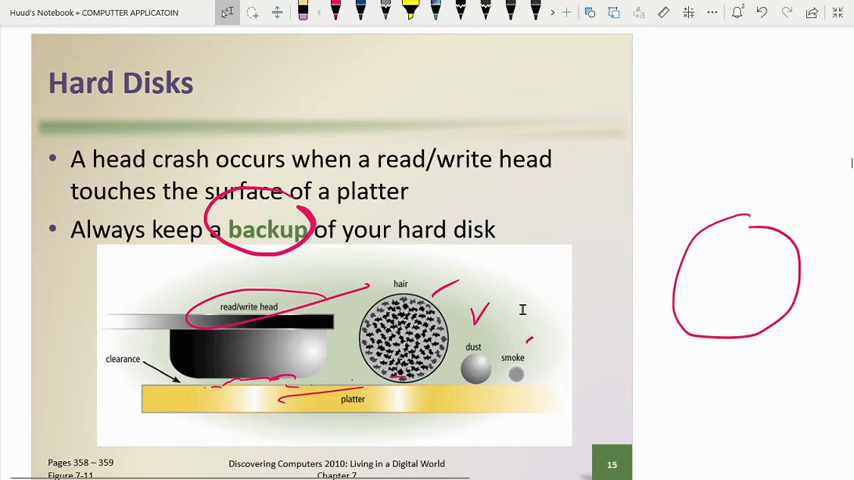 Huud's Notebook » COMPUTTER APPLICATOIN
Hard Disks
• A head crash occurs when a read/write head
touches the surface of a platter
• Always keep a backup of your hard disk
hair
read/write head
dust
smoke
clearance
platter
Pages 358 – 359
Figure 7-11
Discovering Computers 2010: Living in a Digital World
Chapter 7
15